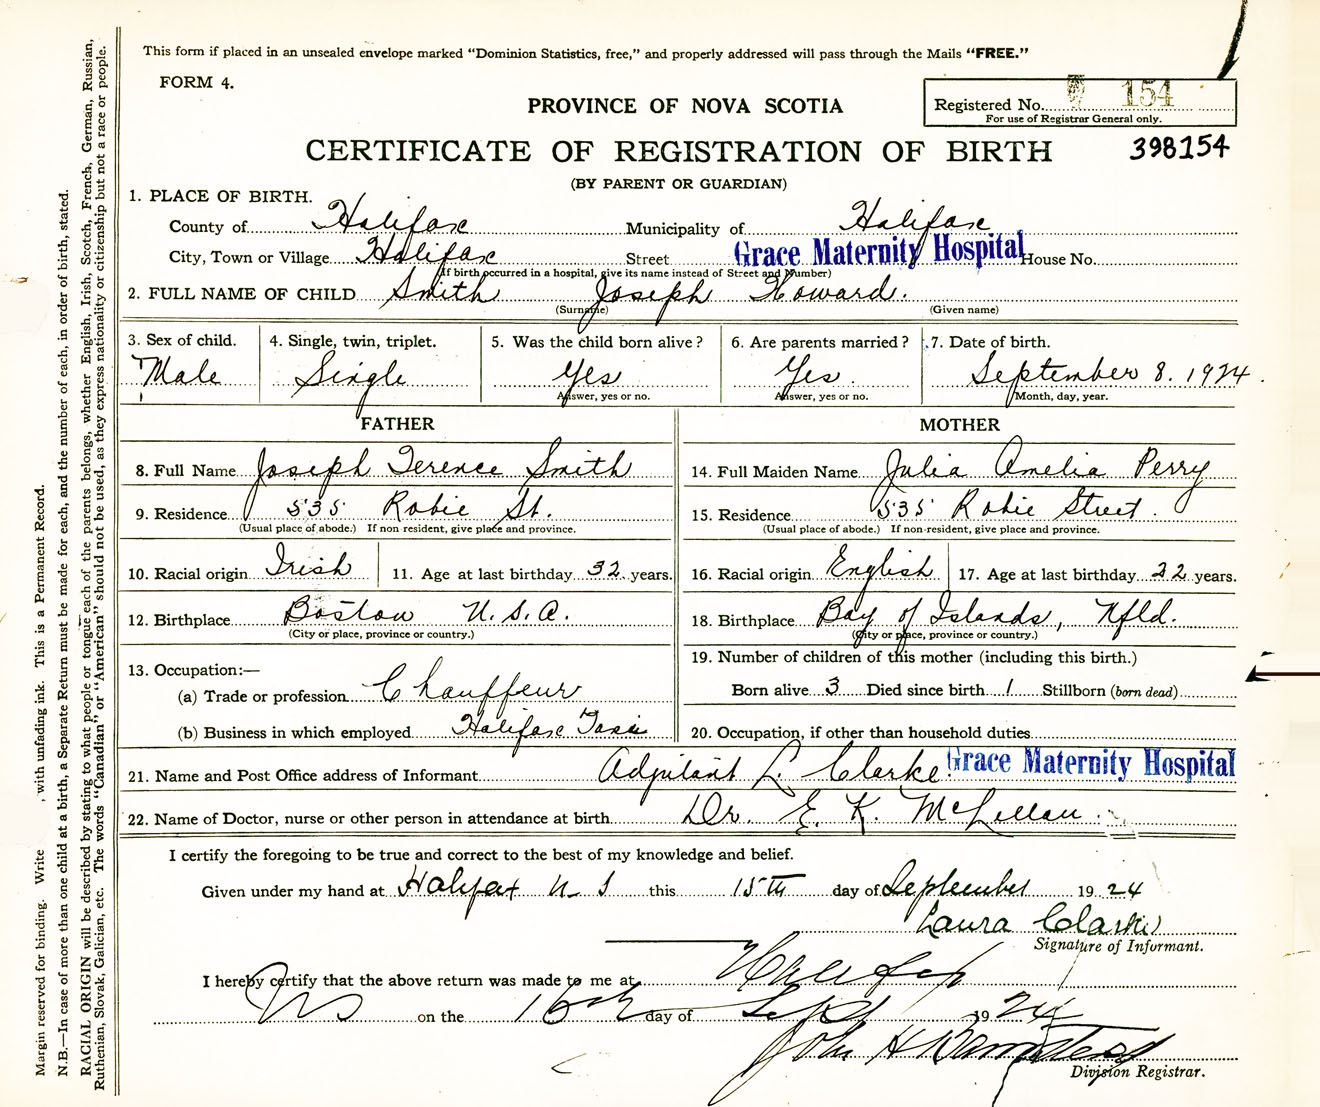 This form if placed in an unsealed envelope marked "Dominion Statistics, free," and properly addressed will pass through the Mails "FREE."
FORM 4.
PROVINCE OF NOVA SCOTIA
Registered No. 154
For use of Registrar General only.
CERTIFICATE OF REGISTRATION OF BIRTH
398154
(BY PARENT OR GUARDIAN)
1. PLACE OF BIRTH.
County of Halifax Municipality of Halifax
City, Town or Village Halifax Street Grace Maternity Hospital House No.
(If birth occurred in a hospital, give its name instead of Street and Number)
2. FULL NAME OF CHILD Smith Joseph Howard.
(Surname) (Given name)
3. Sex of child. 4. Single, twin, triplet. 5. Was the child born alive? 6. Are parents married? 7. Date of birth.
Male Single Yes Yes. September 8. 1924.
Answer, yes or no. Answer, yes or no. Month, day, year.
FATHER MOTHER
8. Full Name Joseph Terence Smith 14. Full Maiden Name Julia Amelia Perry
9. Residence 535 Robie St. 15. Residence 535 Robie Street.
(Usual place of abode.) If non resident, give place and province. (Usual place of abode.) If non-resident, give place and province.
10. Racial origin Irish 11. Age at last birthday 32 years. 16. Racial origin English 17. Age at last birthday 22 years.
12. Birthplace Boston U.S.A. 18. Birthplace Bay of Islands, Nfld.
(City or place, province or country.) (City or place, province or country.)
13. Occupation:— 19. Number of children of this mother (including this birth.)
(a) Trade or profession Chauffeur Born alive 3 Died since birth 1 Stillborn (born dead)
(b) Business in which employed Halifax Taxi 20. Occupation, if other than household duties
21. Name and Post Office address of Informant Adjutant L. Clarke. Grace Maternity Hospital
22. Name of Doctor, nurse or other person in attendance at birth Dr. E. K. McLellan.
I certify the foregoing to be true and correct to the best of my knowledge and belief.
Given under my hand at Halifax N S this 15th day of September 1924
Laura Clarke
Signature of Informant.
I hereby certify that the above return was made to me at Halifax
NS on the 16th day of Sept 1924
John H
Division Registrar.
Margin reserved for binding. Write , with unfading ink. This is a Permanent Record.
N.B.—In case of more than one child at a birth, a Separate Return must be made for each, and the number of each, in order of birth, stated.
RACIAL ORIGIN will be described by stating to what people or tongue each of the parents belongs, whether English, Irish, Scotch, French, German, Russian,
Ruthenian, Slovak, Galician, etc. The words "Canadian" or "American" should not be used, as they express nationality or citizenship but not a race or people.